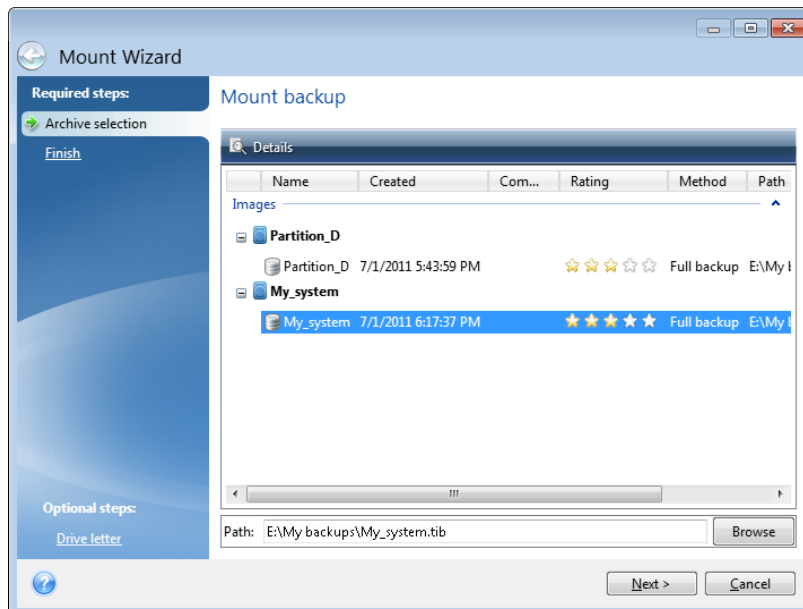 Mount Wizard
Required steps:
Archive selection
Finish
Optional steps:
Drive letter
Mount backup
Details
Name Created Com... Rating Method Path
Images
Partition_D
Partition_D 7/1/2011 5:43:59 PM Full backup E:\My
My_system
My_system 7/1/2011 6:17:37 PM Full backup E:\My
Path: E:\My backups\My_system.tib Browse
Next > Cancel